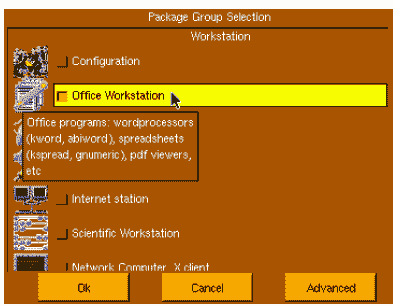 Package Group Selection
Workstation
Configuration
Office Workstation
Office programs: wordprocessors
(kword, abiword), spreadsheets
(kspread, gnumeric), pdf viewers,
etc
Internet station
Scientific Workstation
Network Computer, X client
Ok
Cancel
Advanced